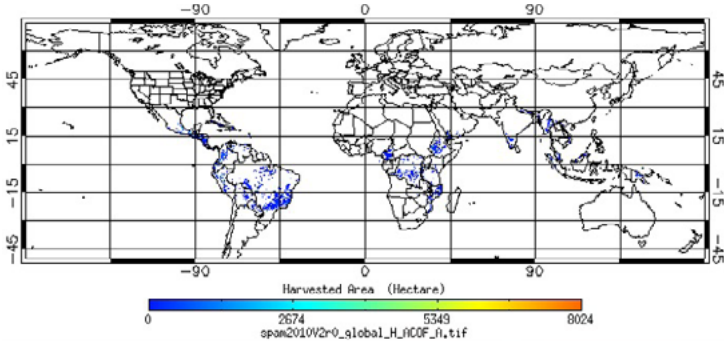 -90 0 90
45 45
15 15
-15 -15
-45 -45
-90 0 90
Harvested Area (Hectare)
0 2674 5349 8024
spam2010V2r0_global_H_ACOF_A.tif